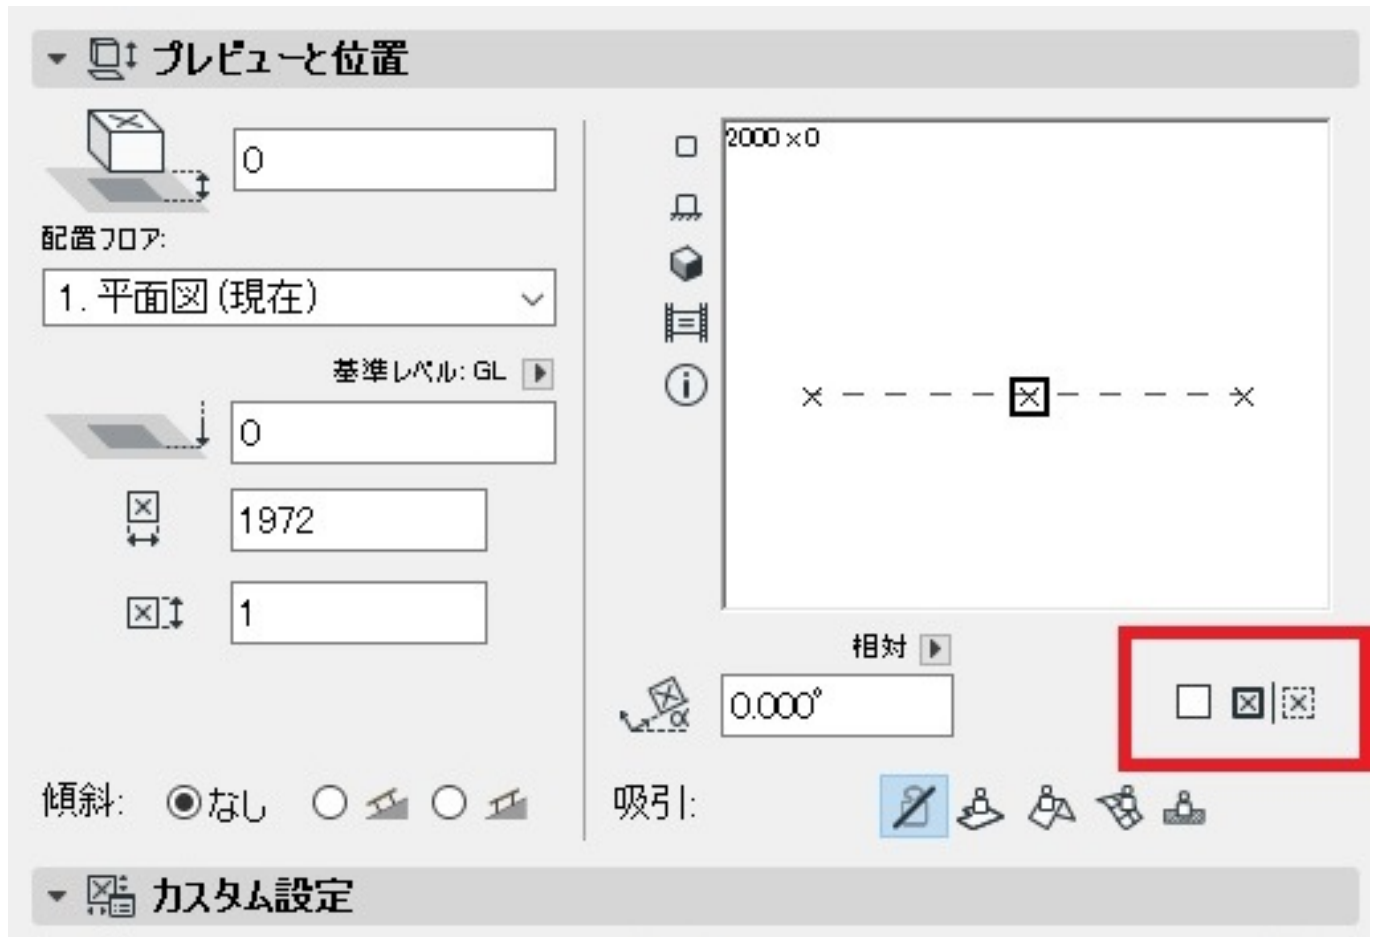 プレビューと位置
0
配置フロア:
1. 平面図 (現在)
基準レベル: GL
0
1972
1
傾斜: なし
2000 × 0
相対
0.000°
α
吸引:
カスタム設定